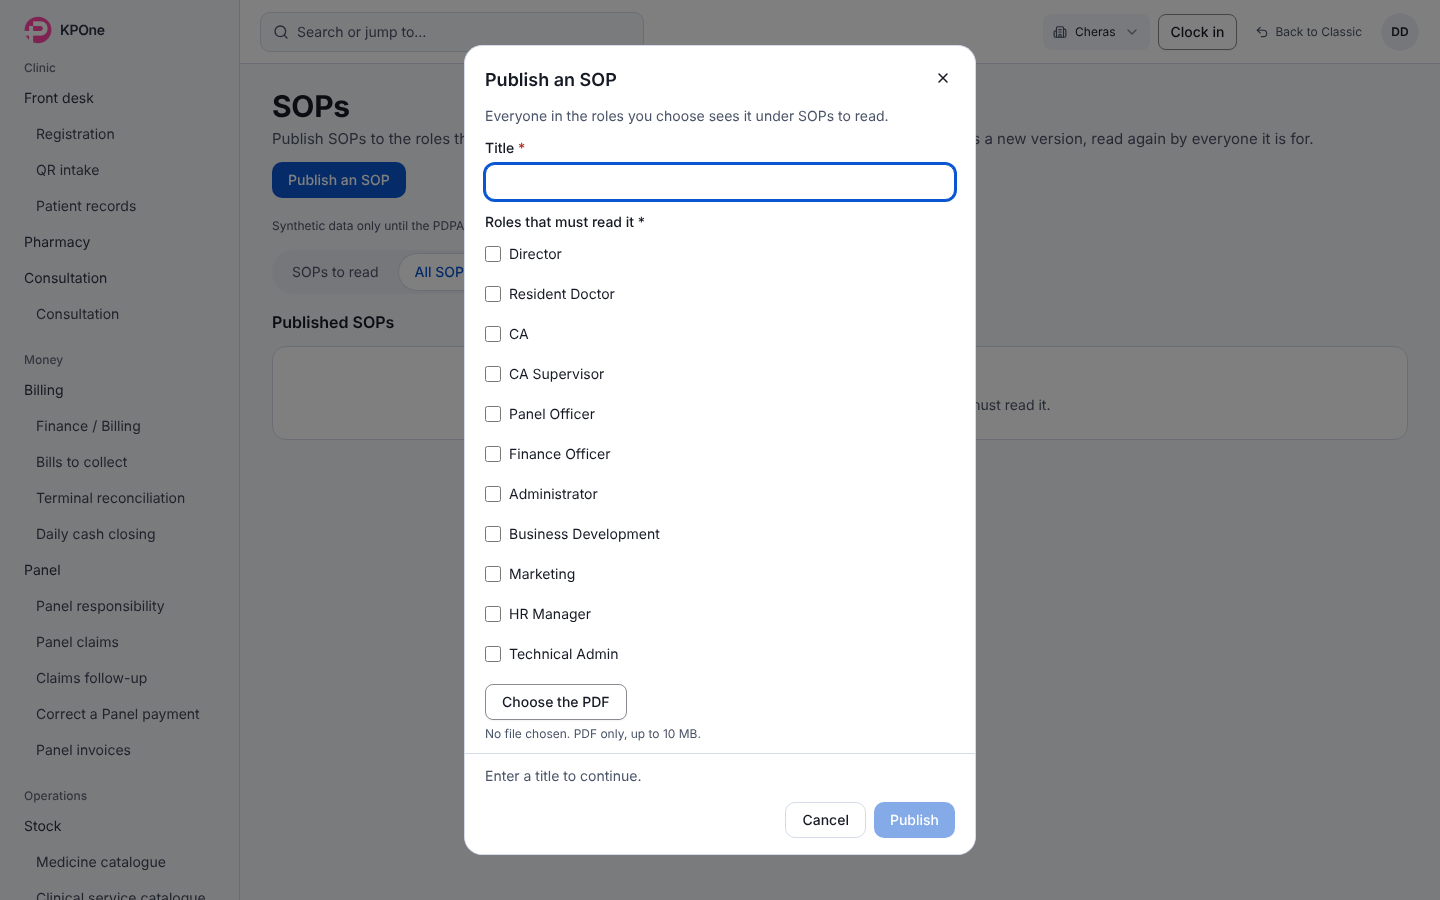 KPOne
Search or jump to...
Cheras
Clock in
Back to Classic
DD
Clinic
Front desk
Registration
QR intake
Patient records
Pharmacy
Consultation
Consultation
Money
Billing
Finance / Billing
Bills to collect
Terminal reconciliation
Daily cash closing
Panel
Panel responsibility
Panel claims
Claims follow-up
Correct a Panel payment
Panel invoices
Operations
Stock
Medicine catalogue
Clinical service catalogue
SOPs
Publish SOPs to the roles th
s a new version, read again by everyone it is for.
Publish an SOP
Synthetic data only until the PDPA
SOPs to read
All SOP
Published SOPs
must read it.
Publish an SOP
Everyone in the roles you choose sees it under SOPs to read.
Title *
Roles that must read it *
Director
Resident Doctor
CA
CA Supervisor
Panel Officer
Finance Officer
Administrator
Business Development
Marketing
HR Manager
Technical Admin
Choose the PDF
No file chosen. PDF only, up to 10 MB.
Enter a title to continue.
Cancel
Publish